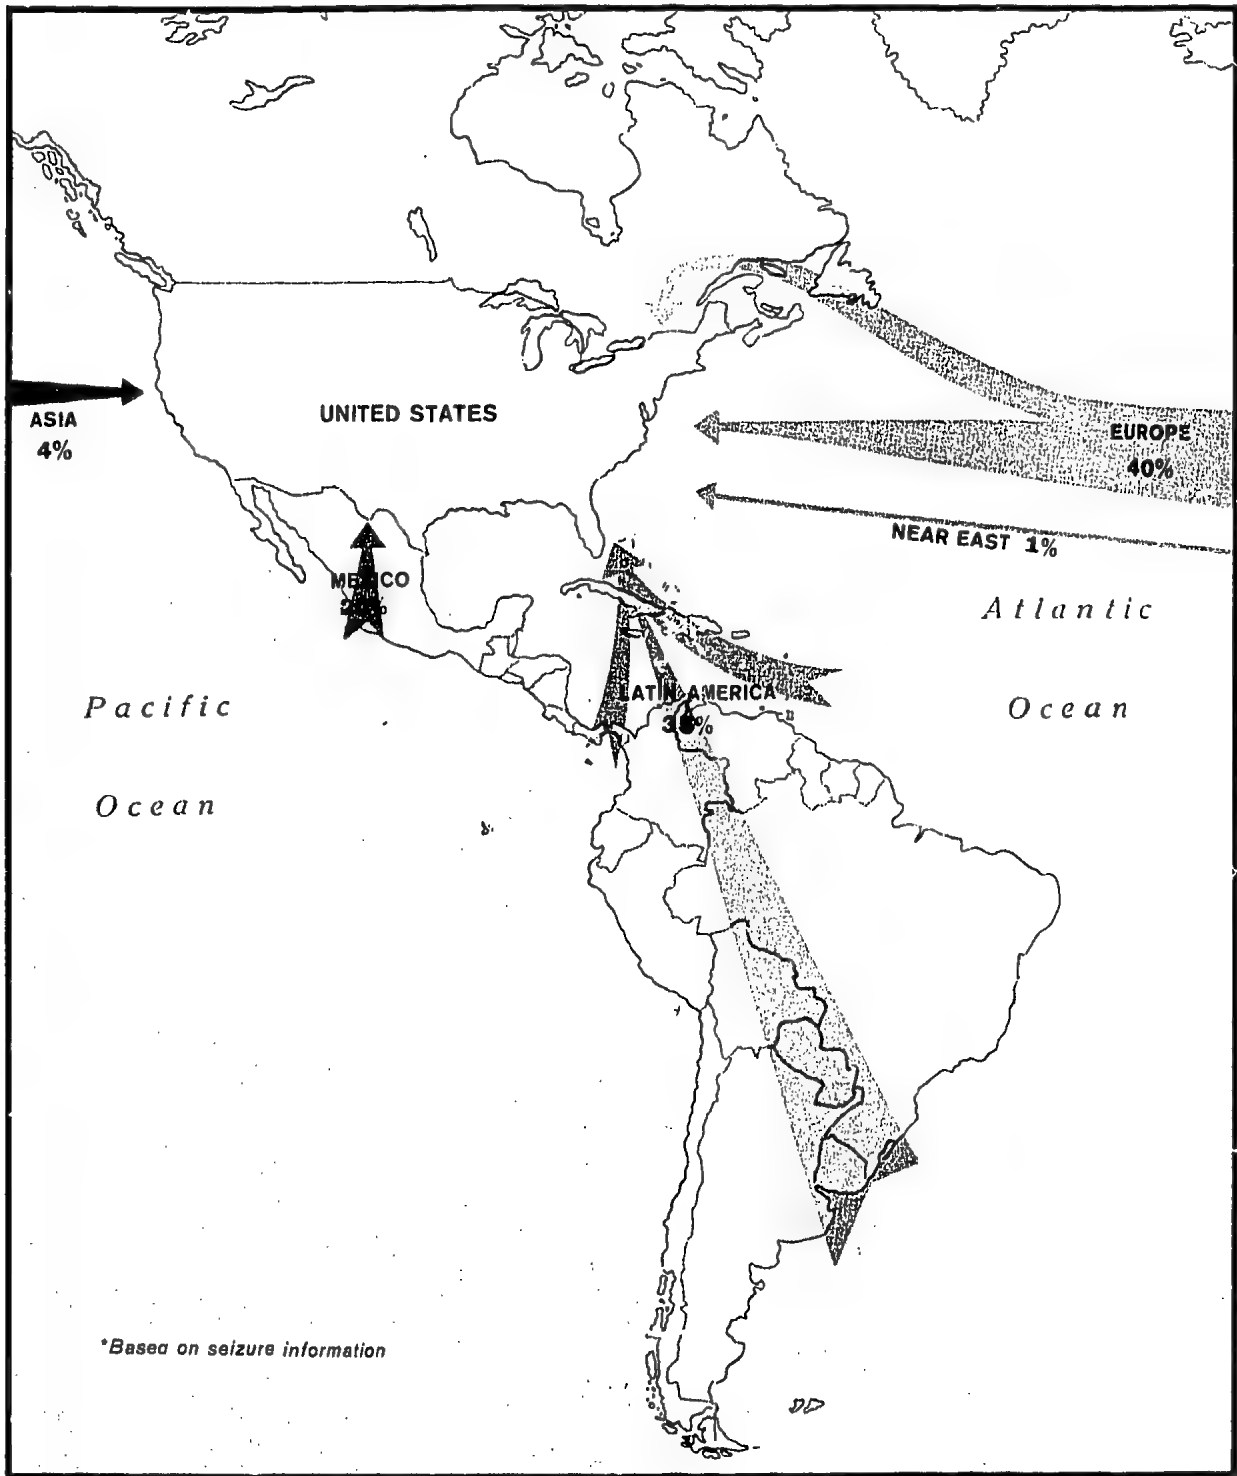 UNITED STATES
ASIA
4%
EUROPE
40%
NEAR EAST 1%
MEXICO
Atlantic
Ocean
LATIN AMERICA
Pacific
Ocean
*Based on seizure information